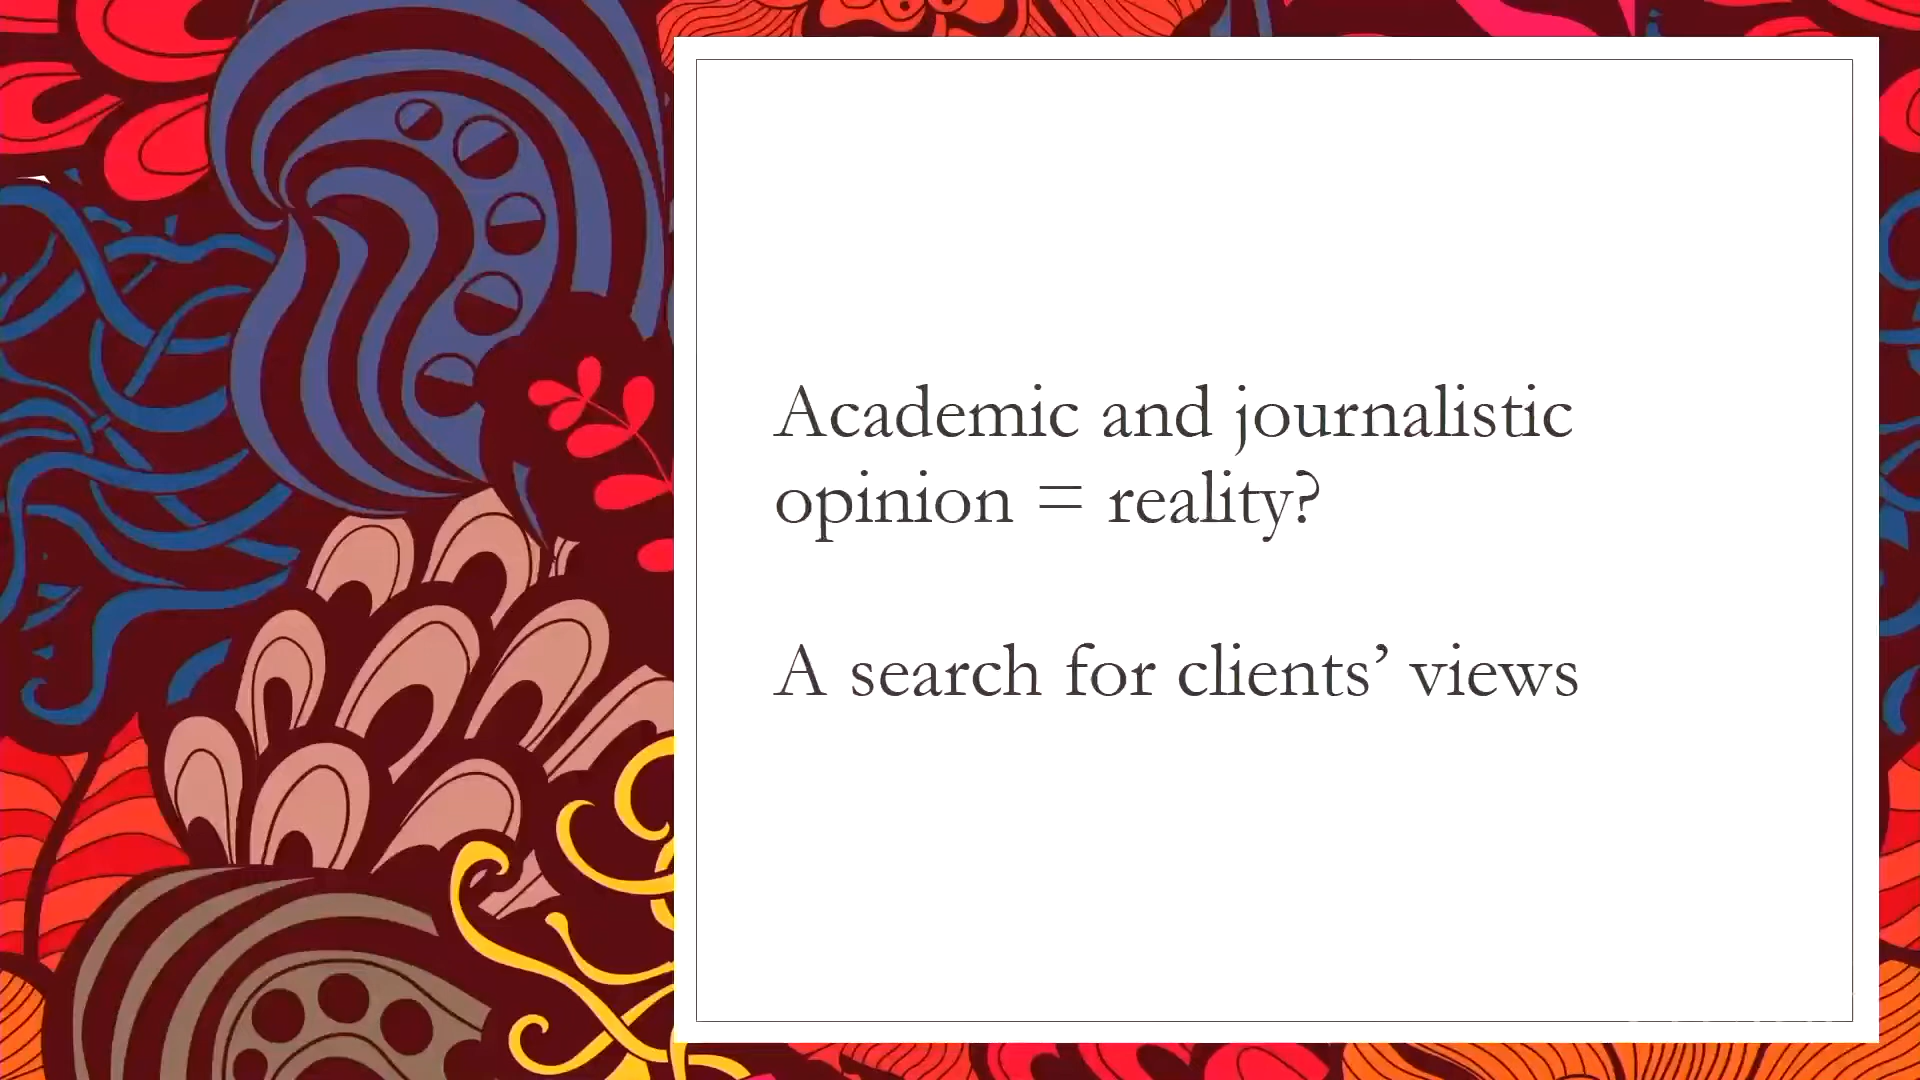 Academic and journalistic
opinion = reality?
A search for clients’ views